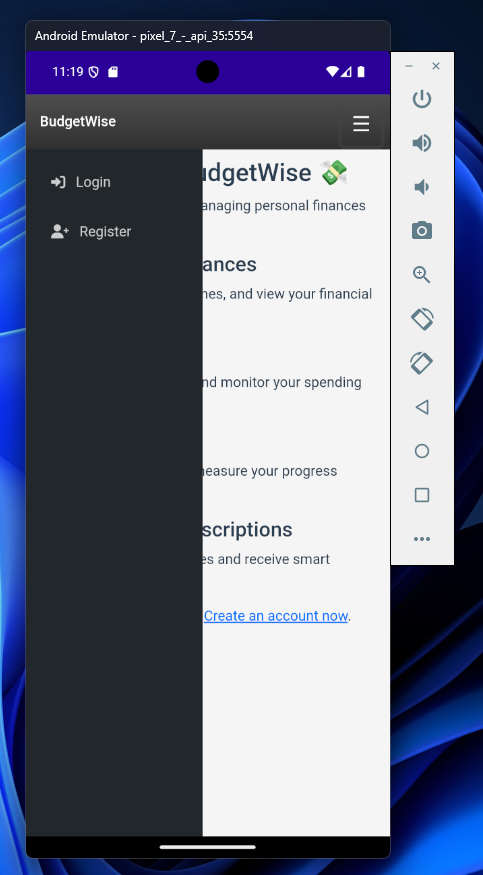 Android Emulator - pixel_7_-_api_35:5554
11:19
BudgetWise
Login
Register
udgetWise 💸
anaging personal finances
ances
nes, and view your financial
nd monitor your spending
neasure your progress
scriptions
es and receive smart
Create an account now.